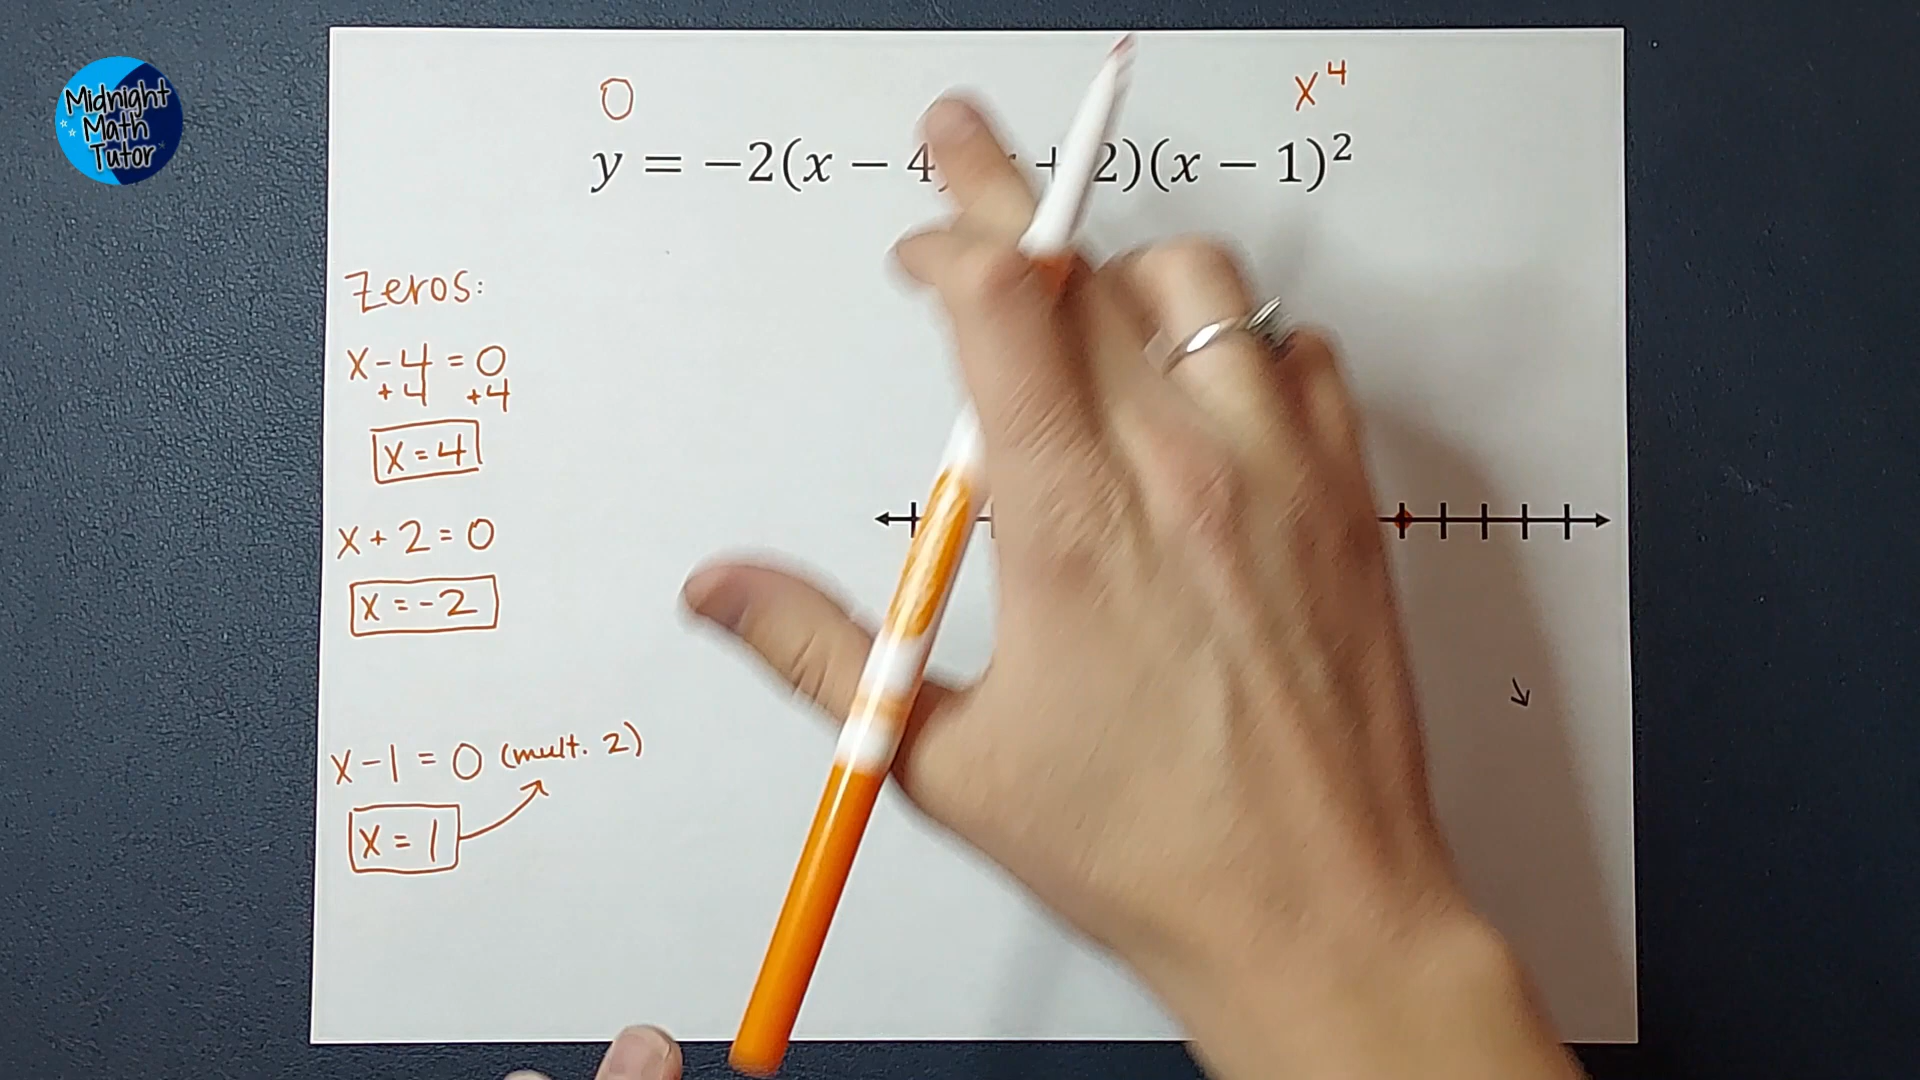 Midnight
Math
Tutor
0
x⁴
y = −2(x − 4 + 2)(x − 1)²
Zeros:
x - 4 = 0
+4 +4
x = 4
x + 2 = 0
x = -2
x - 1 = 0 (mult. 2)
x = 1